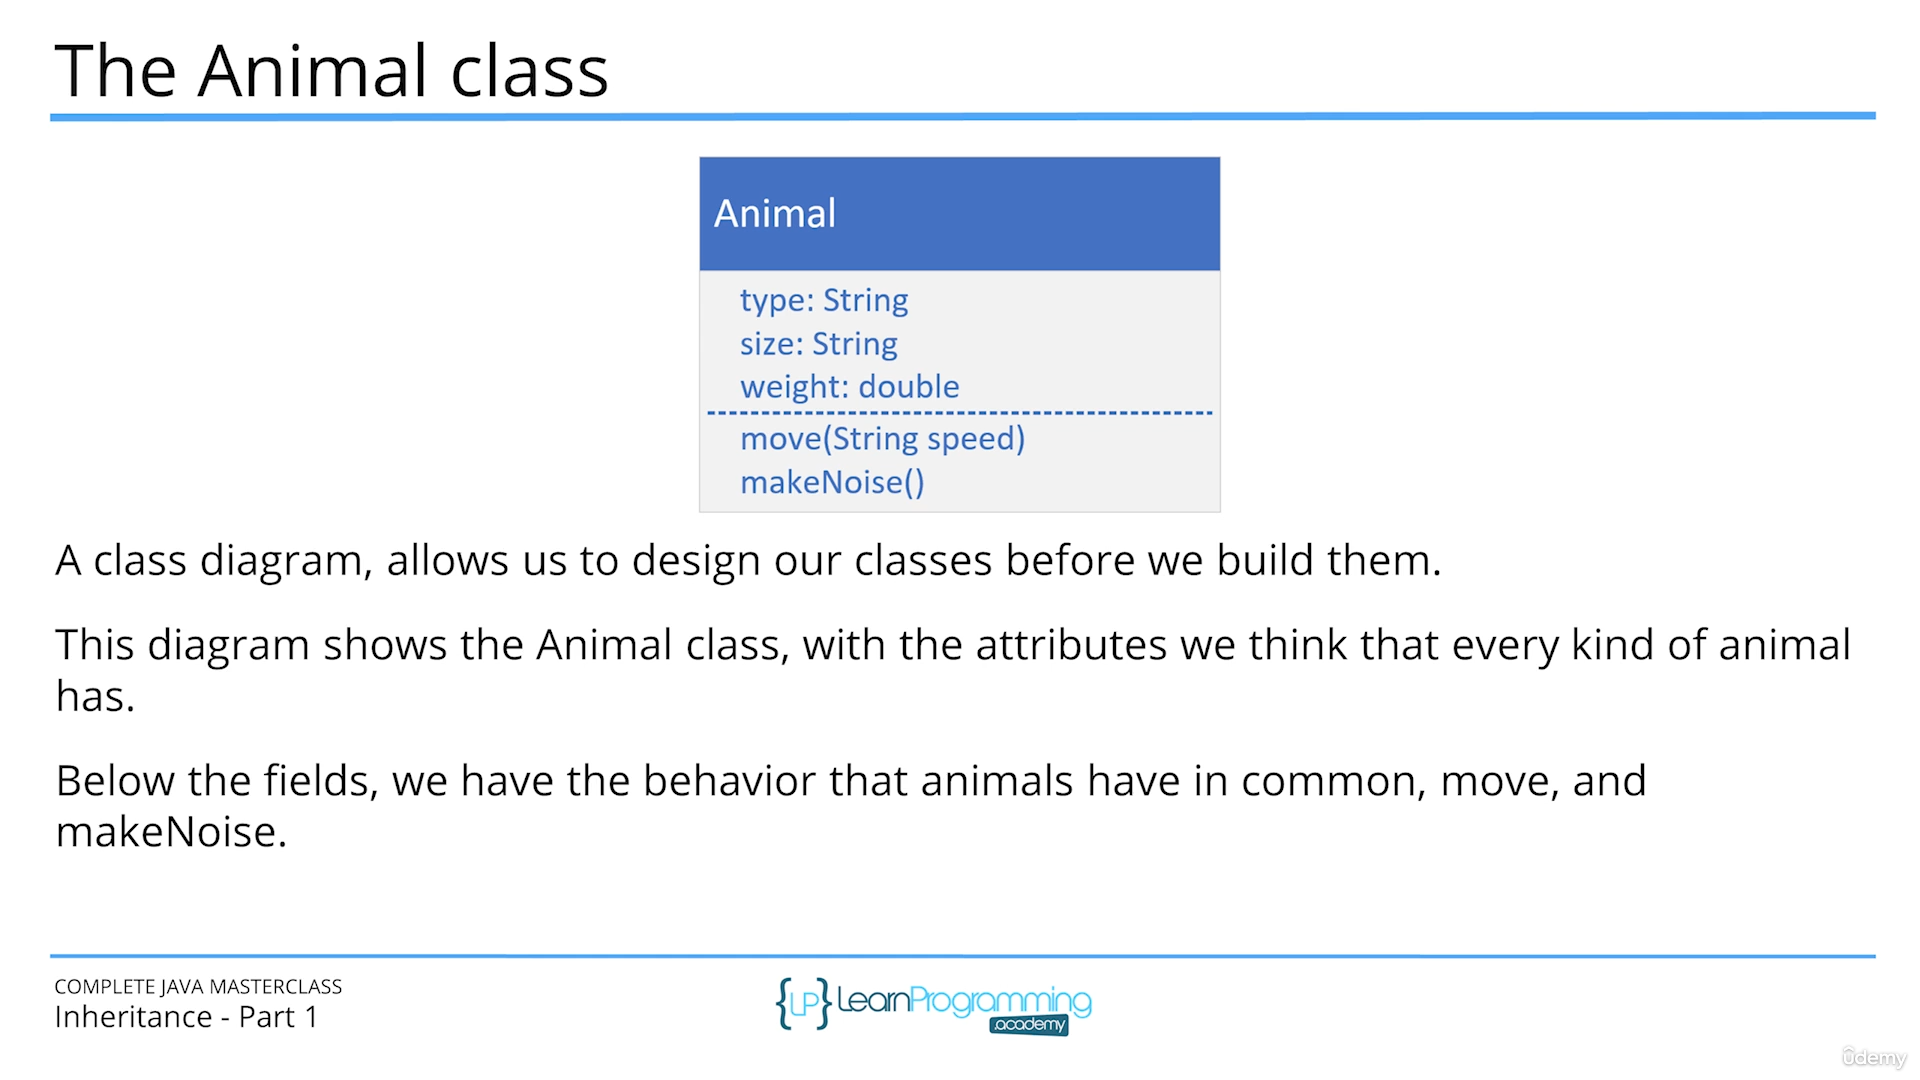 The Animal class
Animal
type: String
size: String
weight: double
move(String speed)
makeNoise()
A class diagram, allows us to design our classes before we build them.
This diagram shows the Animal class, with the attributes we think that every kind of animal
has.
Below the fields, we have the behavior that animals have in common, move, and
makeNoise.
COMPLETE JAVA MASTERCLASS
Inheritance - Part 1
{LP} LearnProgramming
.academy
ûdemy